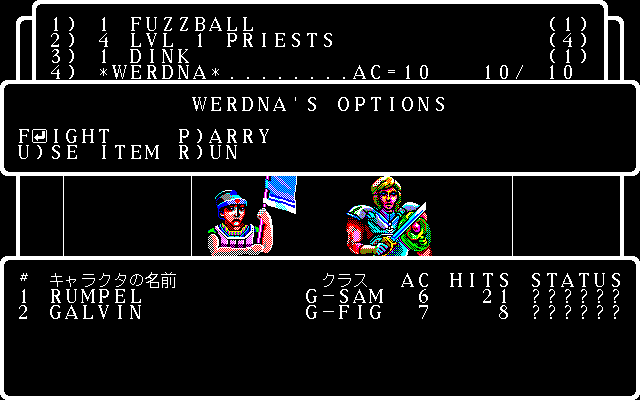 1) 1 FUZZBALL (1)
2) 4 LVL 1 PRIESTS (4)
3) 1 DINK (1)
4) *WERDNA*........AC=10 10/ 10
WERDNA'S OPTIONS
F↵IGHT P)ARRY
U)SE ITEM R)UN
# キャラクタの名前 クラス AC HITS STATUS
1 RUMPEL G-SAM 6 21 ??????
2 GALVIN G-FIG 7 8 ??????